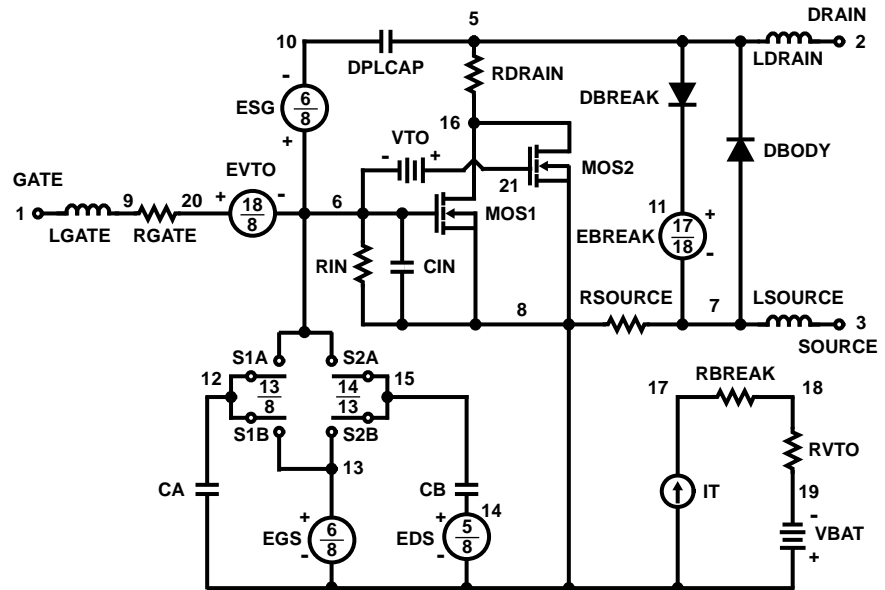 DRAIN
5
10
2
LDRAIN
DPLCAP
RDRAIN
DBREAK
-
ESG
6
8
+
16
VTO
- +
DBODY
EVTO
MOS2
GATE
9 20 + 18 8 - 6
21
11
+
MOS1
1
LGATE
RGATE
EBREAK
17
18
-
RIN
CIN
8
RSOURCE
7
LSOURCE
3
SOURCE
S1A S2A
RBREAK
12 13 8 14 13 15
17 18
S1B S2B
13
RVTO
CA
CB
14
IT
19
-
VBAT
+
+
EGS
6
8
-
+
EDS
5
8
-